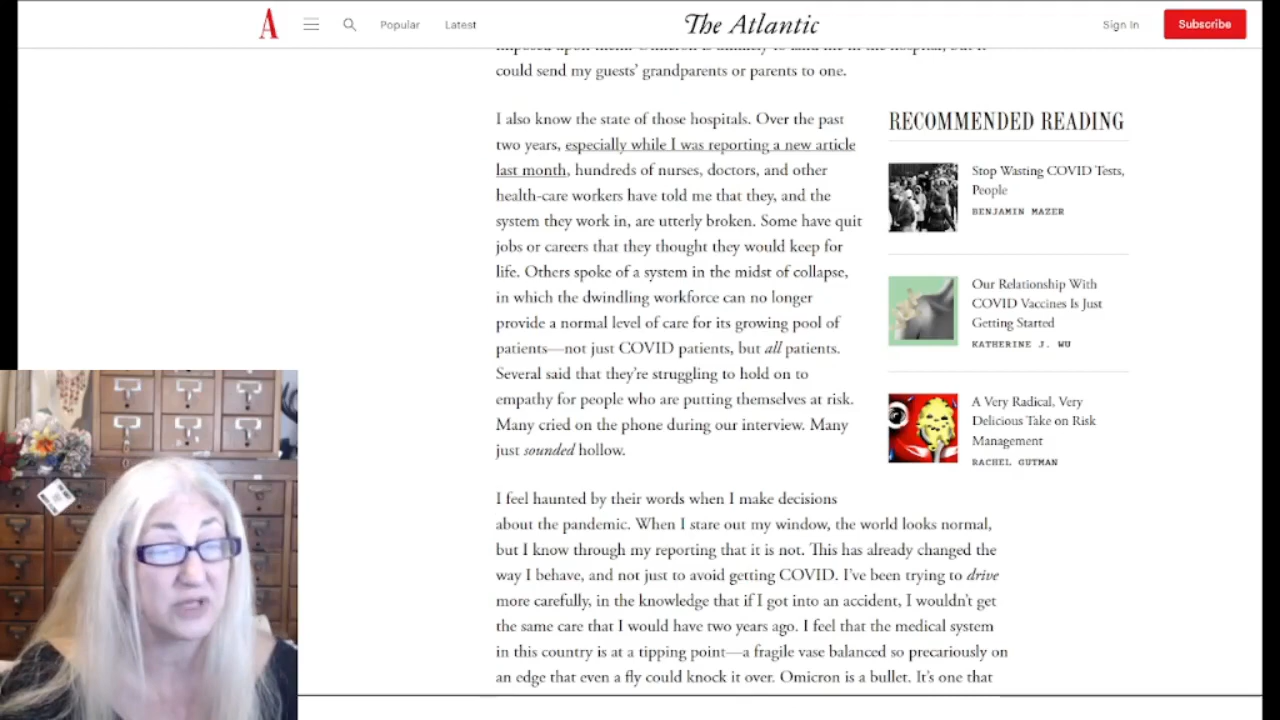 A
Popular
Latest
The Atlantic
Sign In
Subscribe
could send my guests' grandparents or parents to one.
I also know the state of those hospitals. Over the past
two years, especially while I was reporting a new article
last month, hundreds of nurses, doctors, and other
health-care workers have told me that they, and the
system they work in, are utterly broken. Some have quit
jobs or careers that they thought they would keep for
life. Others spoke of a system in the midst of collapse,
in which the dwindling workforce can no longer
provide a normal level of care for its growing pool of
patients—not just COVID patients, but all patients.
Several said that they're struggling to hold on to
empathy for people who are putting themselves at risk.
Many cried on the phone during our interview. Many
just sounded hollow.
I feel haunted by their words when I make decisions
about the pandemic. When I stare out my window, the world looks normal,
but I know through my reporting that it is not. This has already changed the
way I behave, and not just to avoid getting COVID. I've been trying to drive
more carefully, in the knowledge that if I got into an accident, I wouldn't get
the same care that I would have two years ago. I feel that the medical system
in this country is at a tipping point—a fragile vase balanced so precariously on
an edge that even a fly could knock it over. Omicron is a bullet. It's one that
RECOMMENDED READING
Stop Wasting COVID Tests,
People
BENJAMIN MAZER
Our Relationship With
COVID Vaccines Is Just
Getting Started
KATHERINE J. WU
A Very Radical, Very
Delicious Take on Risk
Management
RACHEL GUTMAN